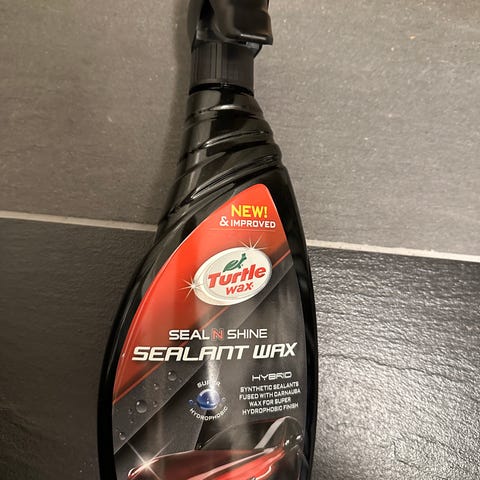 NEW!
& IMPROVED
Turtle
wax®
SEAL N SHINE
SEALANT WAX
HYBRID
SYNTHETIC SEALANTS
FUSED WITH CARNAUBA
WAX FOR SUPER
HYDROPHOBIC FINISH
SUPER
HYDROPHOBIC